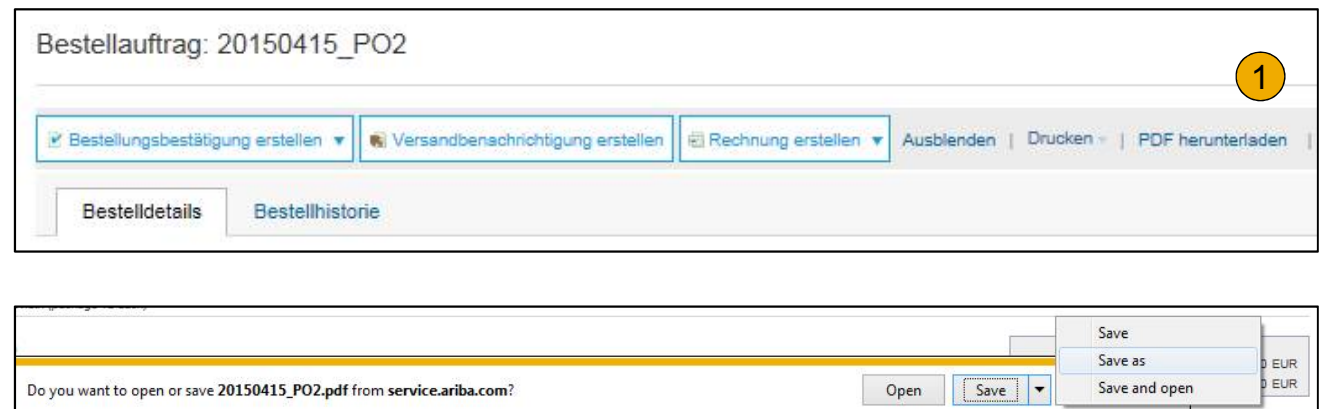 Bestellauftrag: 20150415_PO2
1
Bestellungsbestätigung erstellen Versandbenachrichtigung erstellen Rechnung erstellen Ausblenden | Drucken | PDF herunterladen |
Bestelldetails Bestellhistorie
Save
Save as
EUR
Do you want to open or save 20150415_PO2.pdf from service.ariba.com? Open Save Save and open
EUR